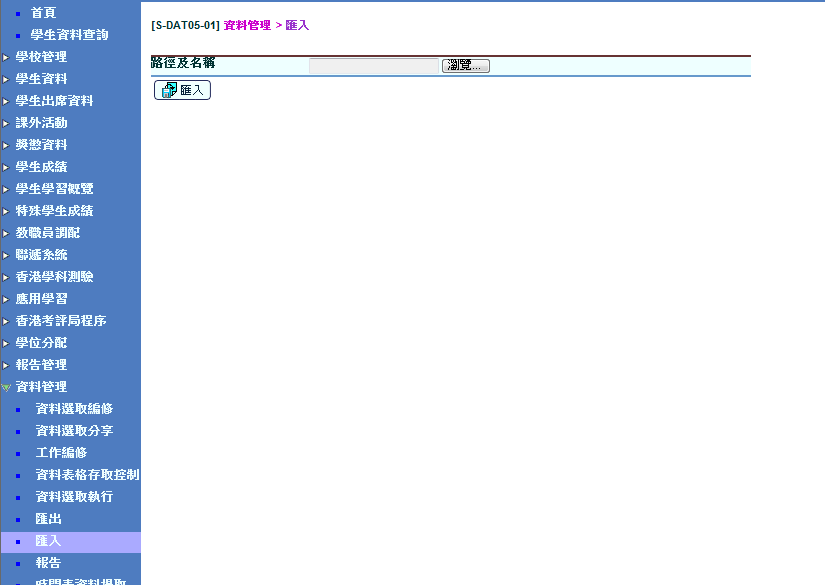 首頁
學生資料查詢
學校管理
學生資料
學生出席資料
課外活動
獎懲資料
學生成績
學生學習概覽
特殊學生成績
教職員調配
聯遞系統
香港學科測驗
應用學習
香港考評局程序
學位分配
報告管理
資料管理
資料選取編修
資料選取分享
工作編修
資料表格存取控制
資料選取執行
匯出
匯入
報告
時間表資料擷取
[S-DAT05-01] 資料管理 > 匯入
路徑及名稱
瀏覽...
匯入